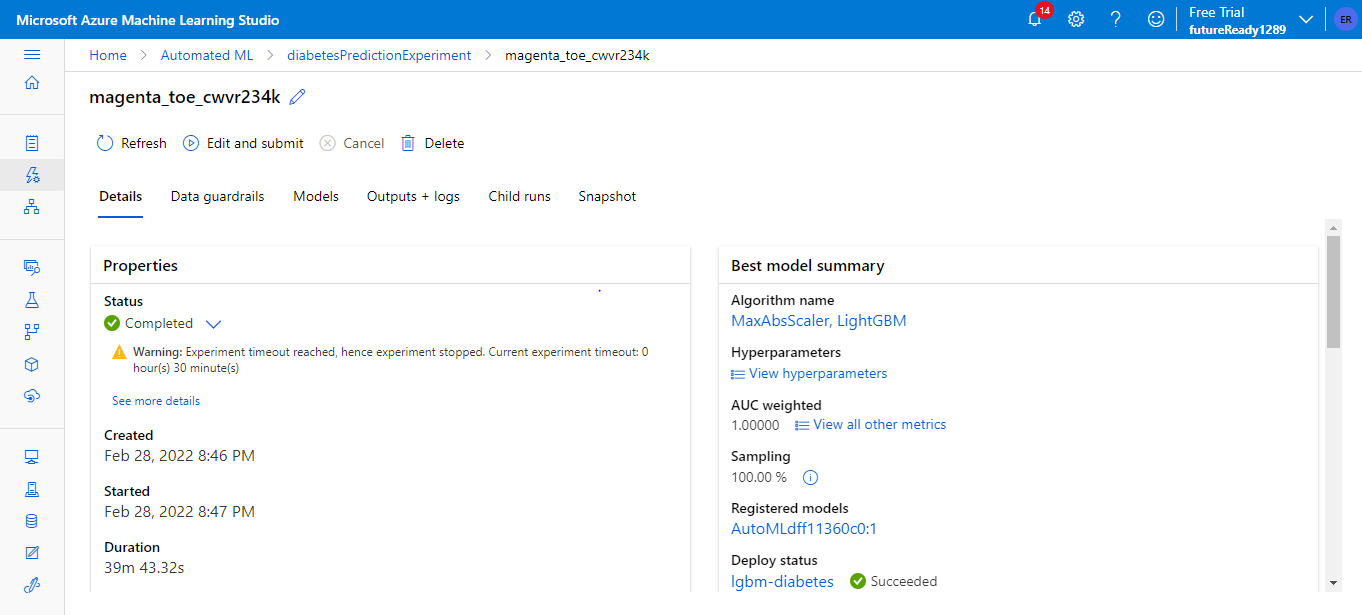 Microsoft Azure Machine Learning Studio
14
Free Trial
futureReady1289
ER
Home > Automated ML > diabetesPredictionExperiment > magenta_toe_cwvr234k
magenta_toe_cwvr234k
Refresh Edit and submit Cancel Delete
Details Data guardrails Models Outputs + logs Child runs Snapshot
Properties
Status
Completed
Warning: Experiment timeout reached, hence experiment stopped. Current experiment timeout: 0
hour(s) 30 minute(s)
See more details
Created
Feb 28, 2022 8:46 PM
Started
Feb 28, 2022 8:47 PM
Duration
39m 43.32s
Best model summary
Algorithm name
MaxAbsScaler, LightGBM
Hyperparameters
View hyperparameters
AUC weighted
1.00000 View all other metrics
Sampling
100.00 %
Registered models
AutoMLdff11360c0:1
Deploy status
lgbm-diabetes Succeeded